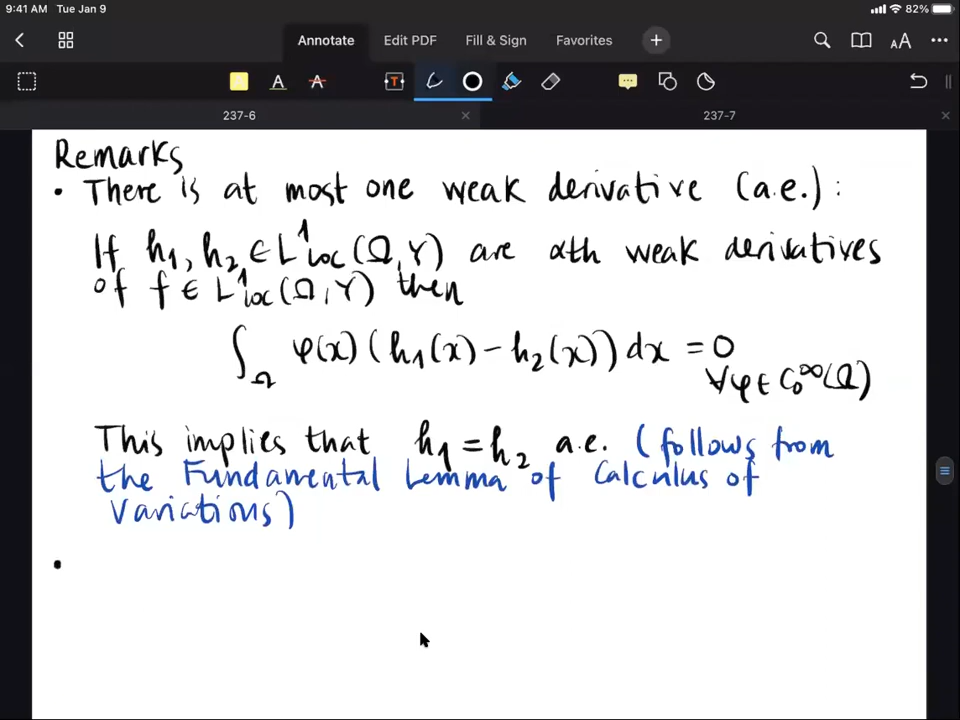 9:41 AM Tue Jan 9 82%
Annotate Edit PDF Fill & Sign Favorites
237-6 237-7
Remarks
• There is at most one weak derivative (a.e.):
If h₁, h₂ ∈ L¹loc(Ω,Y) are αth weak derivatives
of f ∈ L¹loc(Ω,Y) then
∫_Ω φ(x)(h₁(x) − h₂(x)) dx = 0
∀φ ∈ C₀^∞(Ω)
This implies that h₁ = h₂ a.e. (follows from
the Fundamental Lemma of Calculus of
Variations)
•